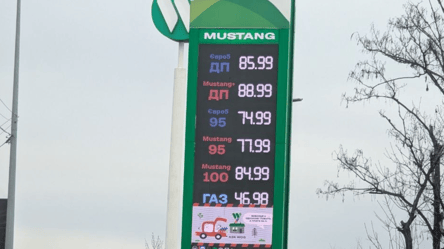 MUSTANG
Євро5
ДП 85.99
Mustang+
ДП 88.99
Євро5
95 74.99
Mustang
95 77.99
Mustang
100 84.99
ГАЗ 46.98